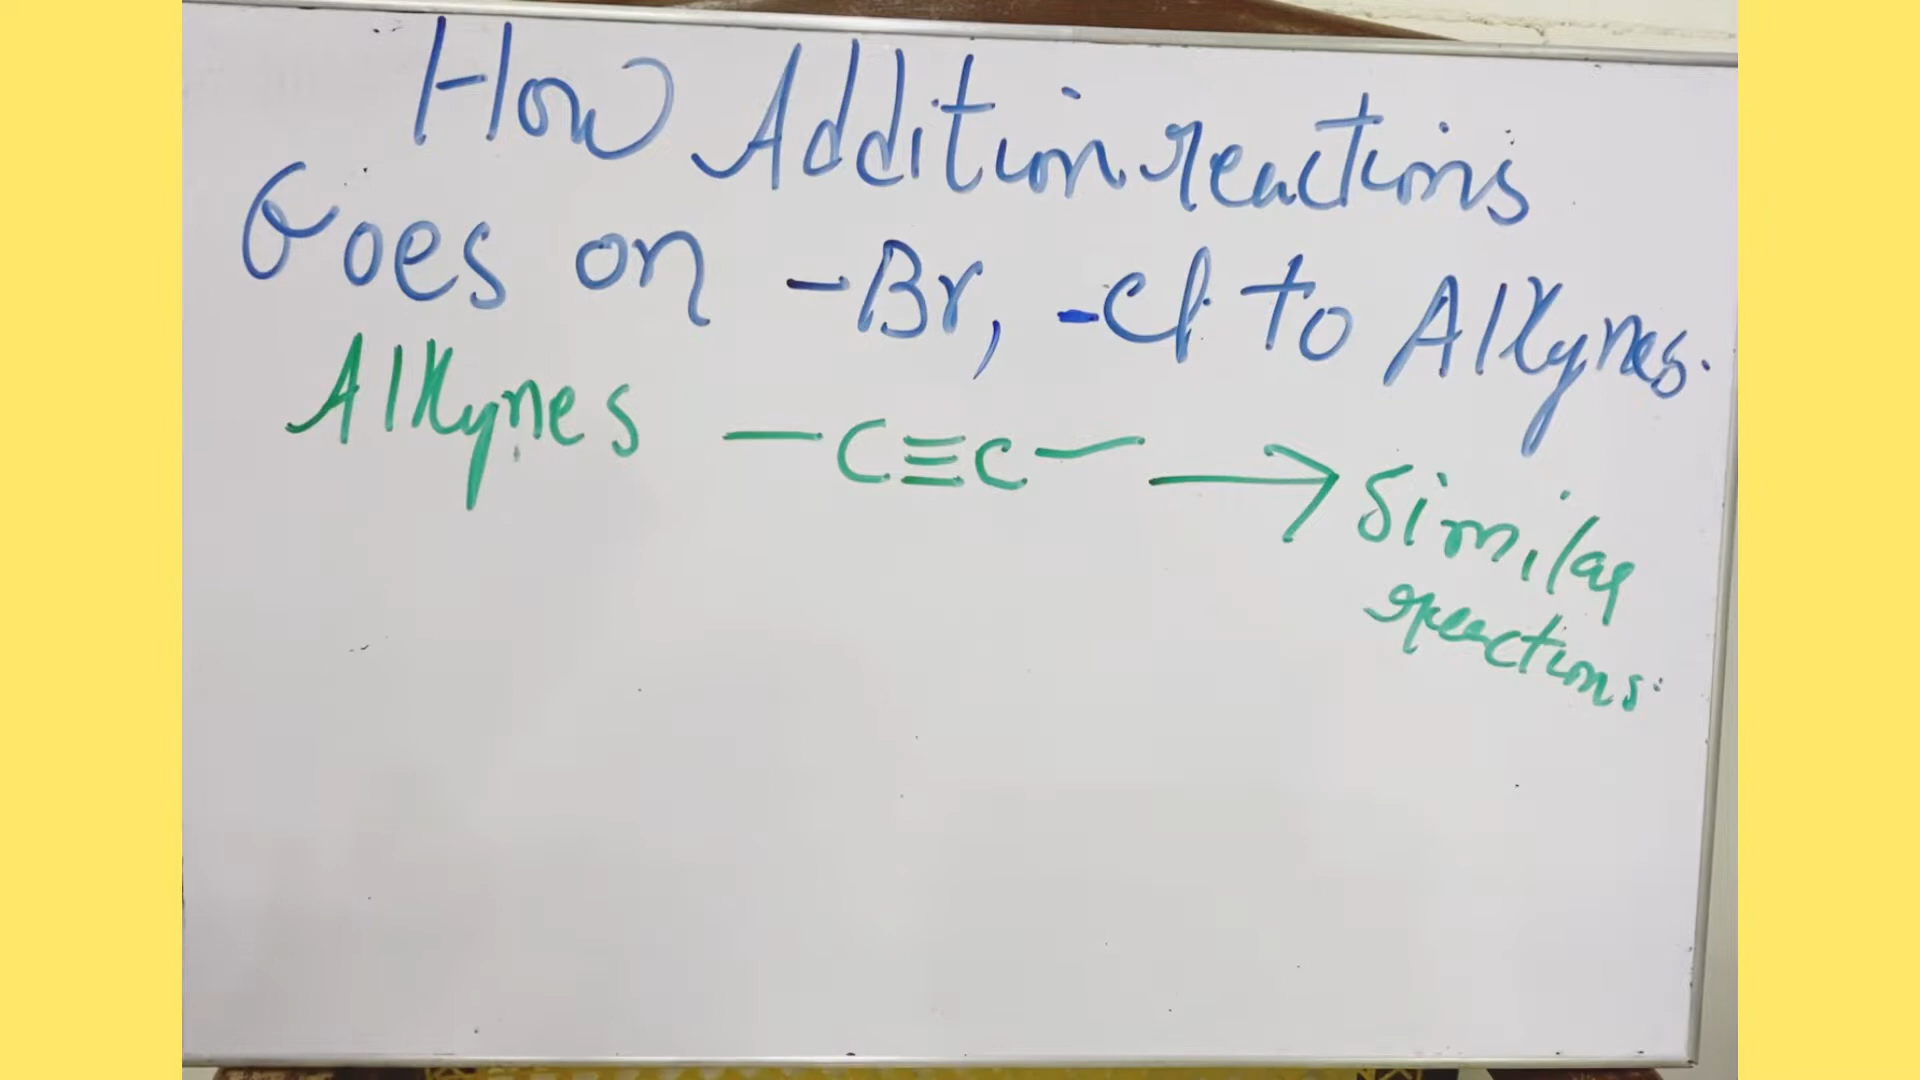 How Addition reactions
Goes on -Br, -Cl to Alkynes.
Alkynes -C≡C- → Similar
reactions.